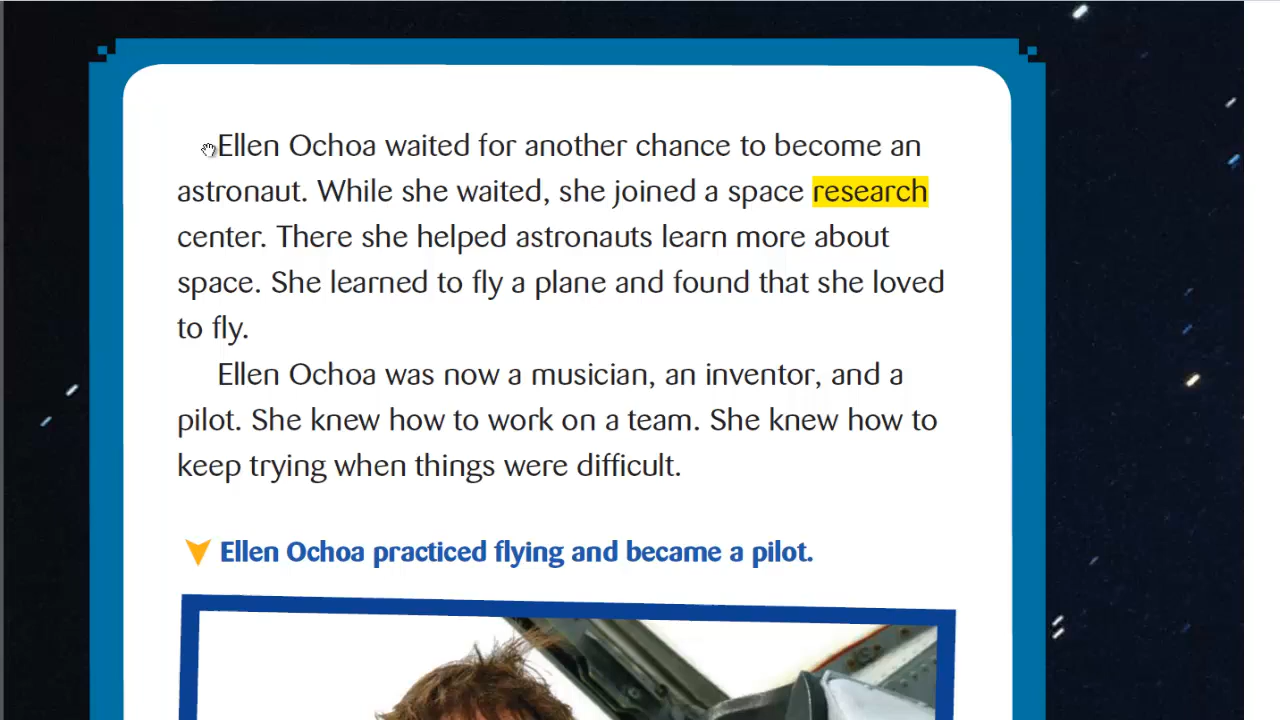 Ellen Ochoa waited for another chance to become an
astronaut. While she waited, she joined a space research
center. There she helped astronauts learn more about
space. She learned to fly a plane and found that she loved
to fly.
Ellen Ochoa was now a musician, an inventor, and a
pilot. She knew how to work on a team. She knew how to
keep trying when things were difficult.
Ellen Ochoa practiced flying and became a pilot.